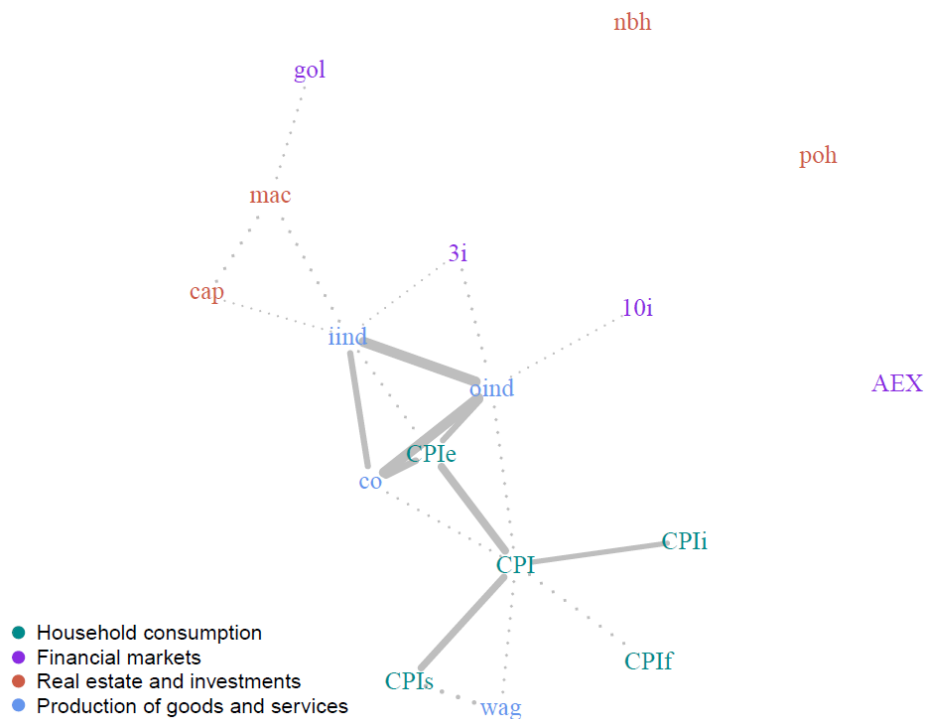 nbh
gol
poh
mac
3i
cap
10i
iind
oind
AEX
CPIe
co
CPIi
CPI
CPIf
CPIs
wag
Household consumption
Financial markets
Real estate and investments
Production of goods and services